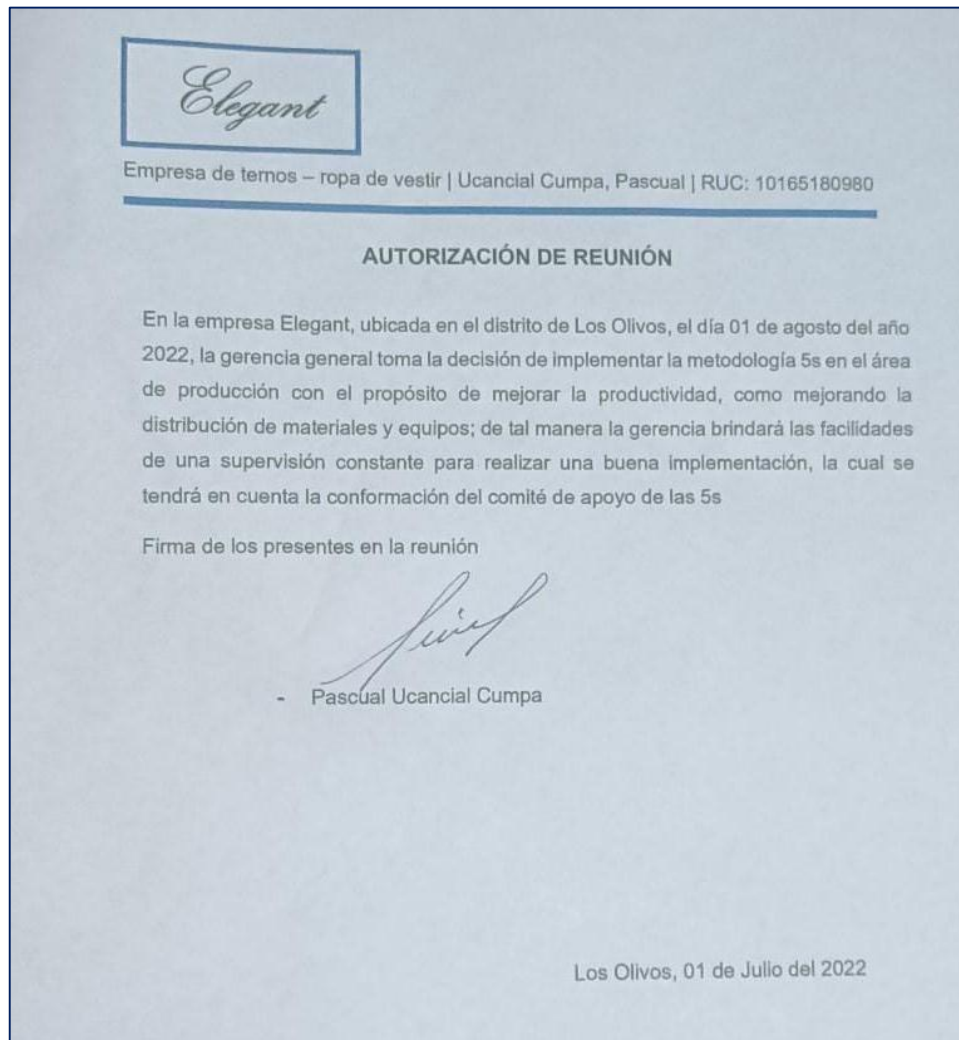 Elegant
Empresa de ternos – ropa de vestir | Ucancial Cumpa, Pascual | RUC: 10165180980
AUTORIZACIÓN DE REUNIÓN
En la empresa Elegant, ubicada en el distrito de Los Olivos, el día 01 de agosto del año
2022, la gerencia general toma la decisión de implementar la metodología 5s en el área
de producción con el propósito de mejorar la productividad, como mejorando la
distribución de materiales y equipos; de tal manera la gerencia brindará las facilidades
de una supervisión constante para realizar una buena implementación, la cual se
tendrá en cuenta la conformación del comité de apoyo de las 5s
Firma de los presentes en la reunión
- Pascual Ucancial Cumpa
Los Olivos, 01 de Julio del 2022